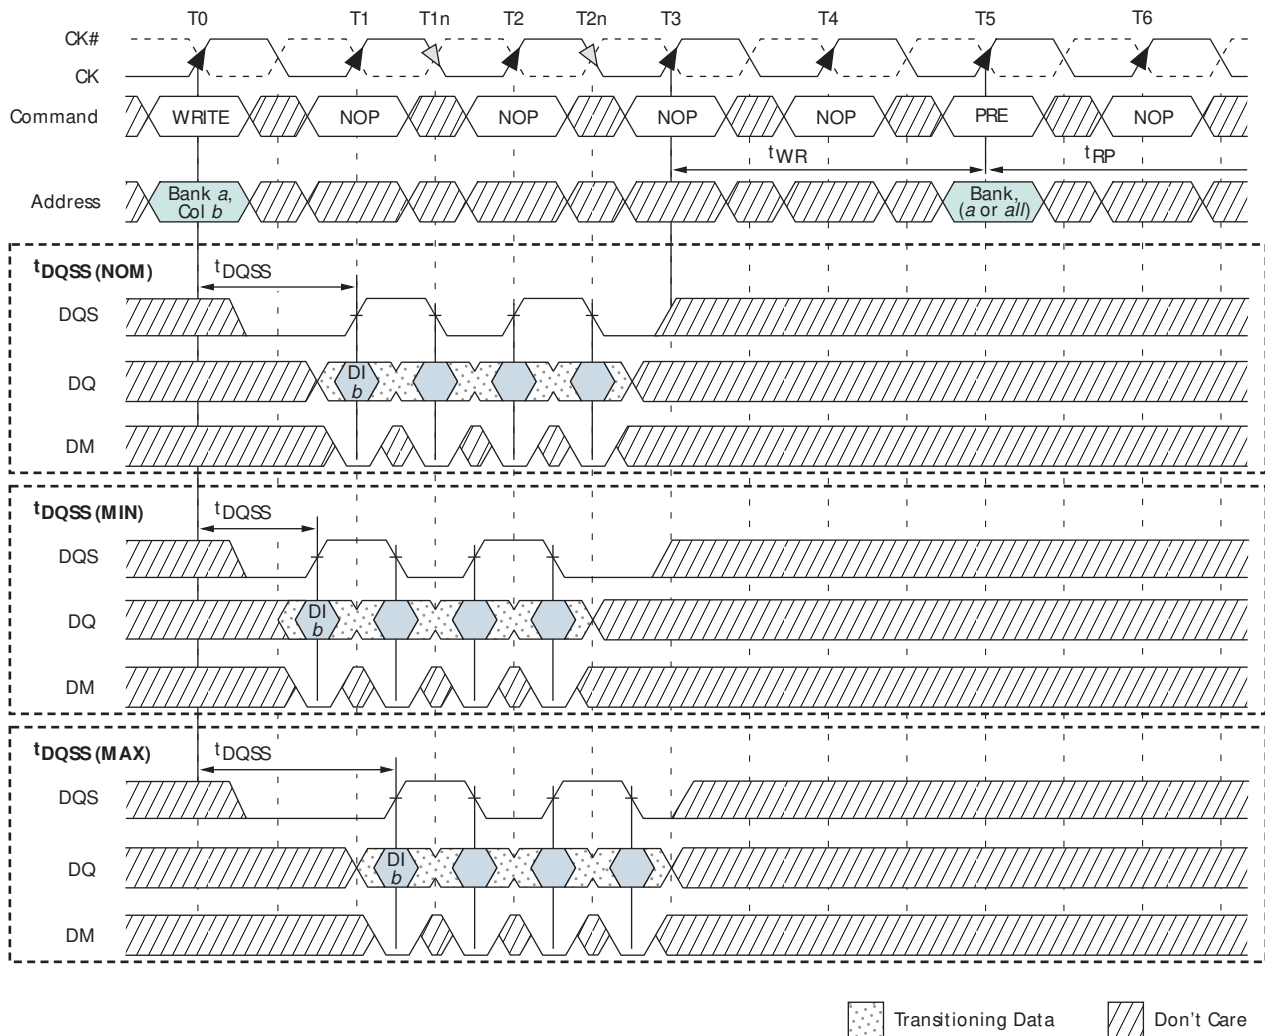 T0 T1 T1n T2 T2n T3 T4 T5 T6
CK#
CK
Command WRITE NOP NOP NOP NOP PRE NOP
tWR tRP
Address Bank a, Col b Bank, (a or all)
tDQSS (NOM) tDQSS
DQS
DQ DI b
DM
tDQSS (MIN) tDQSS
DQS
DQ DI b
DM
tDQSS (MAX) tDQSS
DQS
DQ DI b
DM
Transitioning Data Don't Care